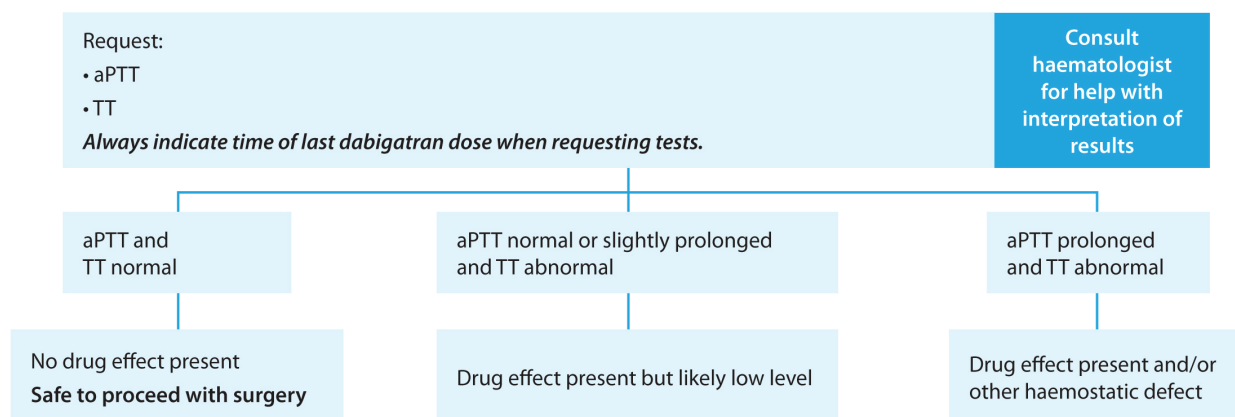 Request:
• aPTT
• TT
Always indicate time of last dabigatran dose when requesting tests.
Consult
haematologist
for help with
interpretation of
results
aPTT and
TT normal
aPTT normal or slightly prolonged
and TT abnormal
aPTT prolonged
and TT abnormal
No drug effect present
Safe to proceed with surgery
Drug effect present but likely low level
Drug effect present and/or
other haemostatic defect